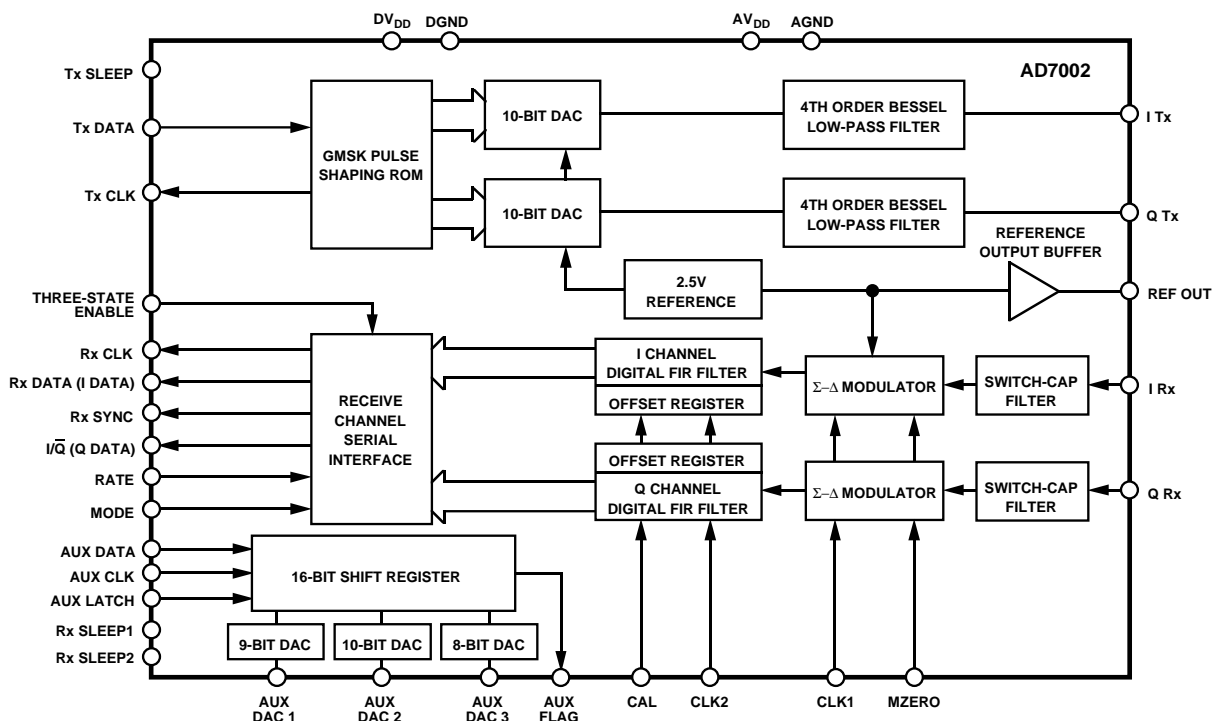 DVDD
DGND
AVDD
AGND
AD7002
Tx SLEEP
Tx DATA
Tx CLK
GMSK PULSE
SHAPING ROM
10-BIT DAC
4TH ORDER BESSEL
LOW-PASS FILTER
I Tx
10-BIT DAC
4TH ORDER BESSEL
LOW-PASS FILTER
Q Tx
2.5V
REFERENCE
REFERENCE
OUTPUT BUFFER
REF OUT
THREE-STATE
ENABLE
Rx CLK
Rx DATA (I DATA)
Rx SYNC
I/Q̅ (Q DATA)
RATE
MODE
RECEIVE
CHANNEL
SERIAL
INTERFACE
I CHANNEL
DIGITAL FIR FILTER
OFFSET REGISTER
Σ–Δ MODULATOR
SWITCH-CAP
FILTER
I Rx
OFFSET REGISTER
Q CHANNEL
DIGITAL FIR FILTER
Σ–Δ MODULATOR
SWITCH-CAP
FILTER
Q Rx
AUX DATA
AUX CLK
AUX LATCH
16-BIT SHIFT REGISTER
Rx SLEEP1
Rx SLEEP2
9-BIT DAC
10-BIT DAC
8-BIT DAC
AUX
DAC 1
AUX
DAC 2
AUX
DAC 3
AUX
FLAG
CAL
CLK2
CLK1
MZERO